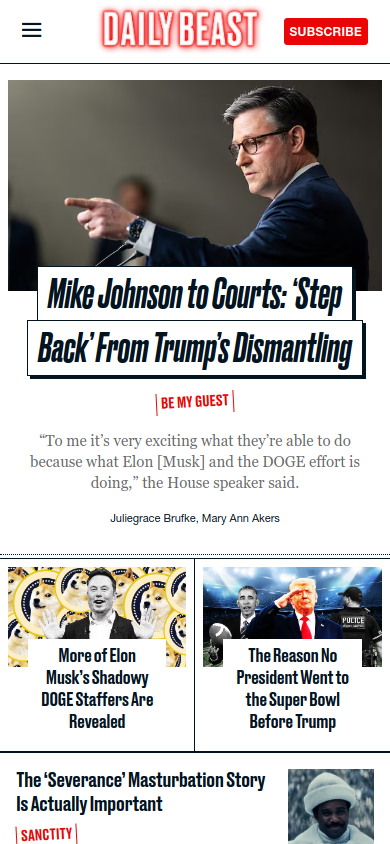 DAILY BEAST
SUBSCRIBE
Mike Johnson to Courts: ‘Step
Back’ From Trump’s Dismantling
BE MY GUEST
“To me it’s very exciting what they’re able to do
because what Elon [Musk] and the DOGE effort is
doing,” the House speaker said.
Juliegrace Brufke, Mary Ann Akers
POLICE
More of Elon
Musk’s Shadowy
DOGE Staffers Are
Revealed
The Reason No
President Went to
the Super Bowl
Before Trump
The ‘Severance’ Masturbation Story
Is Actually Important
SANCTITY